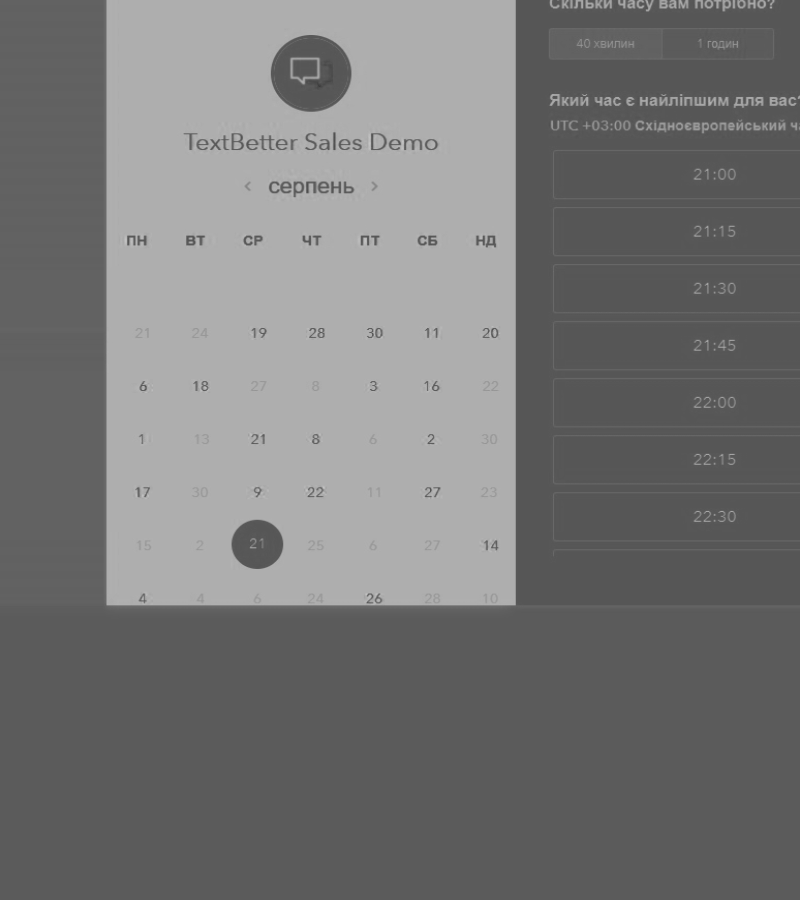 TextBetter Sales Demo
серпень
ПН ВТ СР ЧТ ПТ СБ НД
21 24 19 28 30 11 20
6 18 27 8 3 16 22
1 13 21 8 6 2 30
17 30 9 22 11 27 23
15 2 21 25 6 27 14
4 4 6 24 26 28 10
Скільки часу вам потрібно?
40 хвилин 1 годин
Який час є найліпшим для вас?
UTC +03:00 Східноєвропейський
21:00
21:15
21:30
21:45
22:00
22:15
22:30